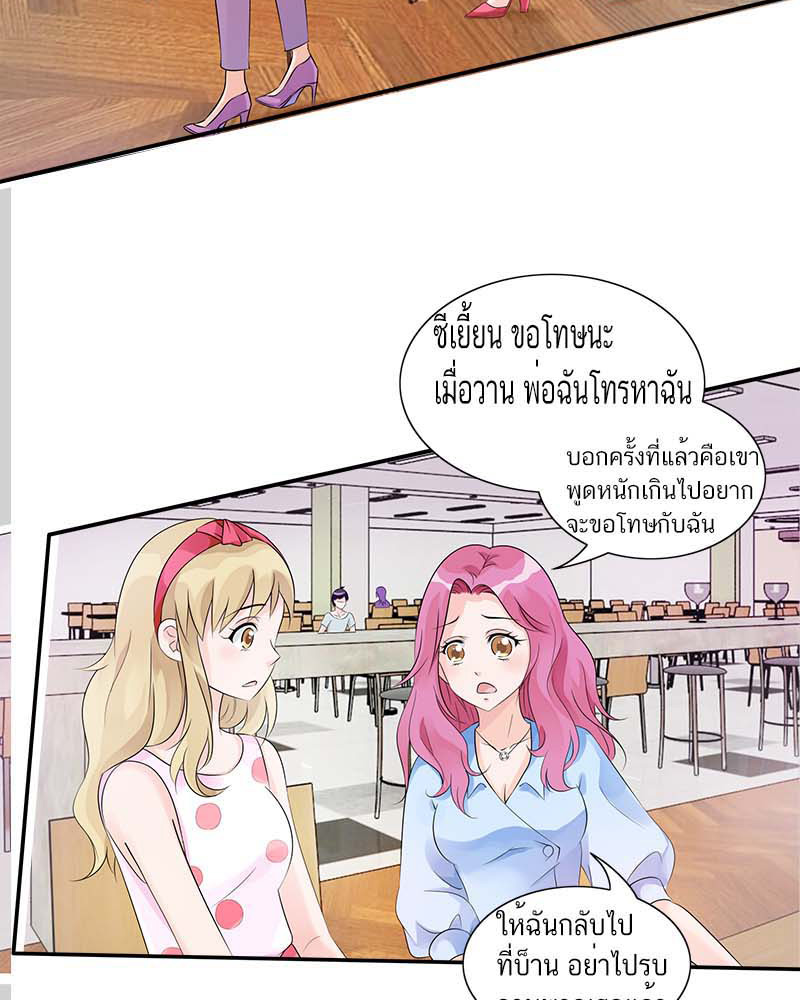 ซีเยี้ยน ขอโทษนะ
เมื่อวาน พ่อฉันโทรหาฉัน
บอกครั้งที่แล้วคือเขา
พูดหนักเกินไปอยาก
จะขอโทษกับฉัน
ให้ฉันกลับไป
ที่บ้าน อย่าไปรบ